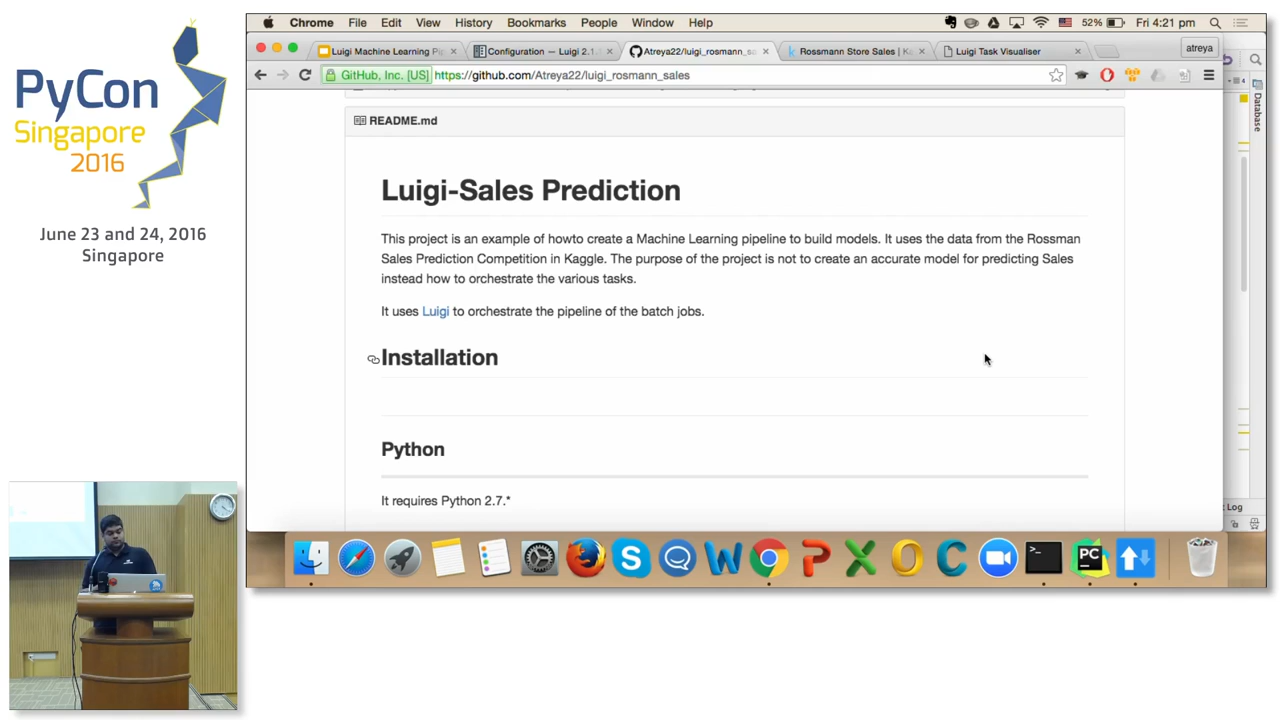 PyCon
Singapore
2016
June 23 and 24, 2016
Singapore
Chrome File Edit View History Bookmarks People Window Help
52% Fri 4:21 pm
Luigi Machine Learning Pi
Configuration — Luigi 2.1.
Atreya22/luigi_rosmann_s
Rossmann Store Sales | Ka
Luigi Task Visualiser
atreya
GitHub, Inc. [US] https://github.com/Atreya22/luigi_rosmann_sales
README.md
Luigi-Sales Prediction
This project is an example of howto create a Machine Learning pipeline to build models. It uses the data from the Rossman
Sales Prediction Competition in Kaggle. The purpose of the project is not to create an accurate model for predicting Sales
instead how to orchestrate the various tasks.
It uses Luigi to orchestrate the pipeline of the batch jobs.
Installation
Python
It requires Python 2.7.*
Database
t Log
PC